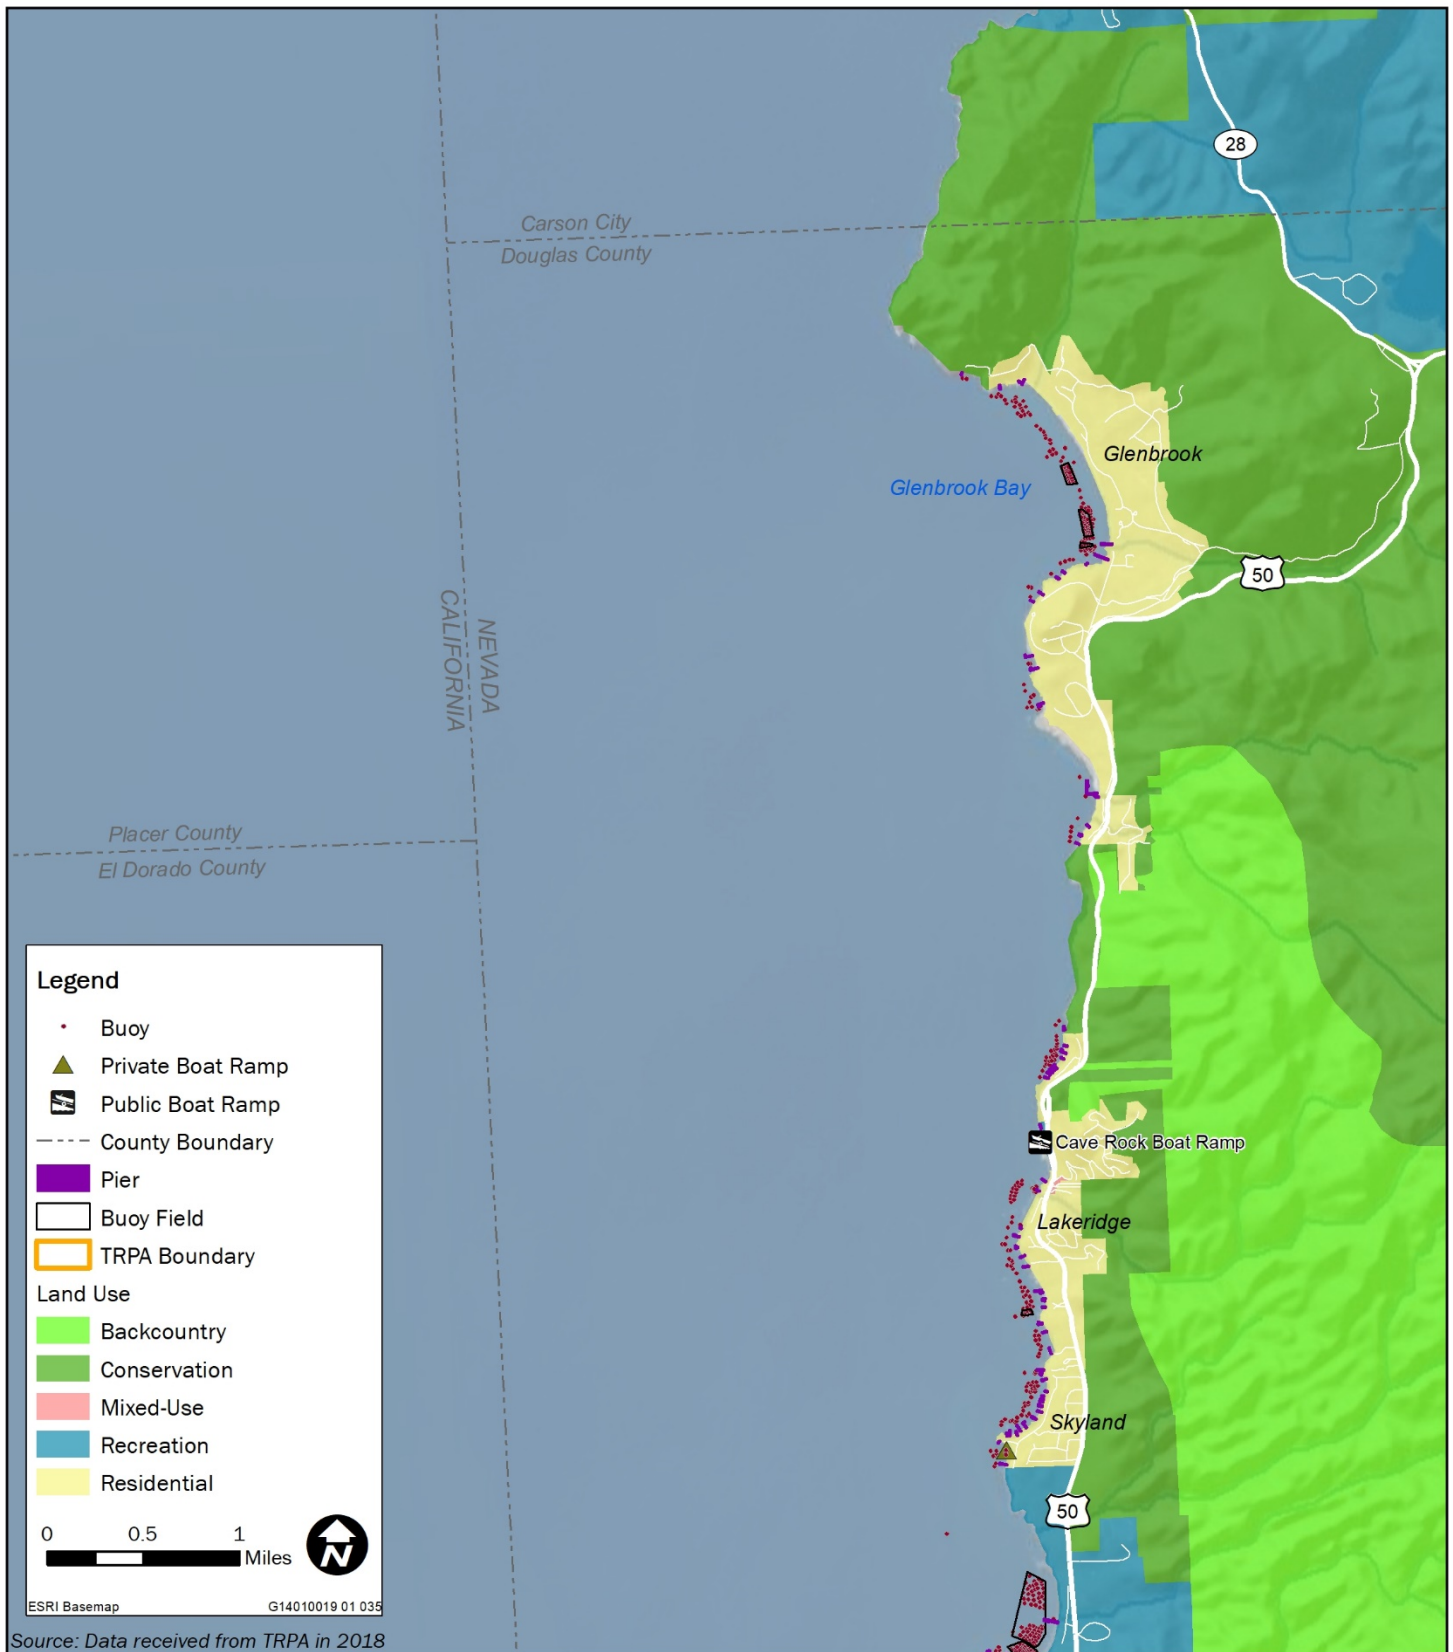 28
Carson City
Douglas County
Glenbrook
Glenbrook Bay
50
CALIFORNIA
NEVADA
Placer County
El Dorado County
Cave Rock Boat Ramp
Lakeridge
Skyland
50
Legend
Buoy
Private Boat Ramp
Public Boat Ramp
County Boundary
Pier
Buoy Field
TRPA Boundary
Land Use
Backcountry
Conservation
Mixed-Use
Recreation
Residential
0 0.5 1
Miles
N
ESRI Basemap G14010019 01 035
Source: Data received from TRPA in 2018